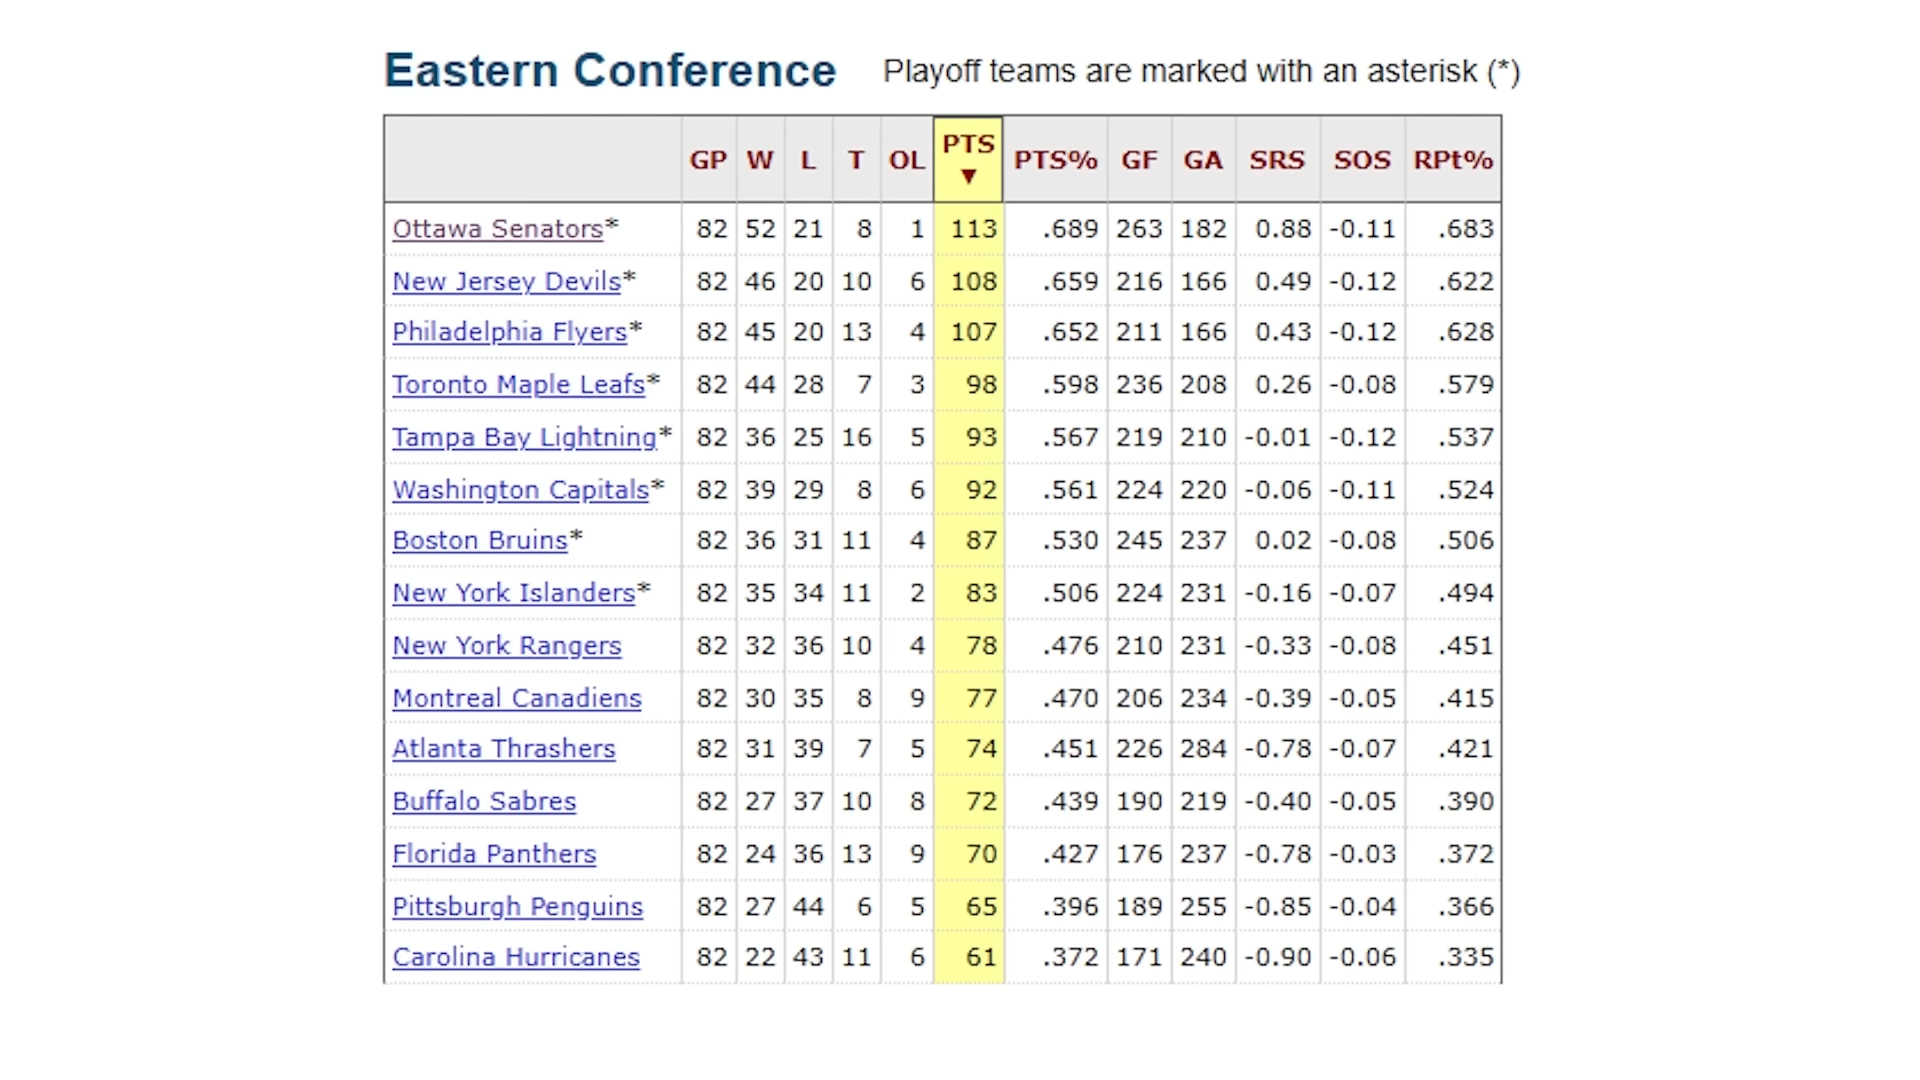 Eastern Conference Playoff teams are marked with an asterisk (*)
GP W L T OL PTS ▼ PTS% GF GA SRS SOS RPt%
Ottawa Senators* 82 52 21 8 1 113 .689 263 182 0.88 -0.11 .683
New Jersey Devils* 82 46 20 10 6 108 .659 216 166 0.49 -0.12 .622
Philadelphia Flyers* 82 45 20 13 4 107 .652 211 166 0.43 -0.12 .628
Toronto Maple Leafs* 82 44 28 7 3 98 .598 236 208 0.26 -0.08 .579
Tampa Bay Lightning* 82 36 25 16 5 93 .567 219 210 -0.01 -0.12 .537
Washington Capitals* 82 39 29 8 6 92 .561 224 220 -0.06 -0.11 .524
Boston Bruins* 82 36 31 11 4 87 .530 245 237 0.02 -0.08 .506
New York Islanders* 82 35 34 11 2 83 .506 224 231 -0.16 -0.07 .494
New York Rangers 82 32 36 10 4 78 .476 210 231 -0.33 -0.08 .451
Montreal Canadiens 82 30 35 8 9 77 .470 206 234 -0.39 -0.05 .415
Atlanta Thrashers 82 31 39 7 5 74 .451 226 284 -0.78 -0.07 .421
Buffalo Sabres 82 27 37 10 8 72 .439 190 219 -0.40 -0.05 .390
Florida Panthers 82 24 36 13 9 70 .427 176 237 -0.78 -0.03 .372
Pittsburgh Penguins 82 27 44 6 5 65 .396 189 255 -0.85 -0.04 .366
Carolina Hurricanes 82 22 43 11 6 61 .372 171 240 -0.90 -0.06 .335